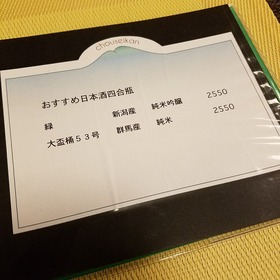 chouseikan
おすすめ日本酒四合瓶
緑 新潟産 純米吟醸 2550
大盃桶53号 群馬産 純米 2550